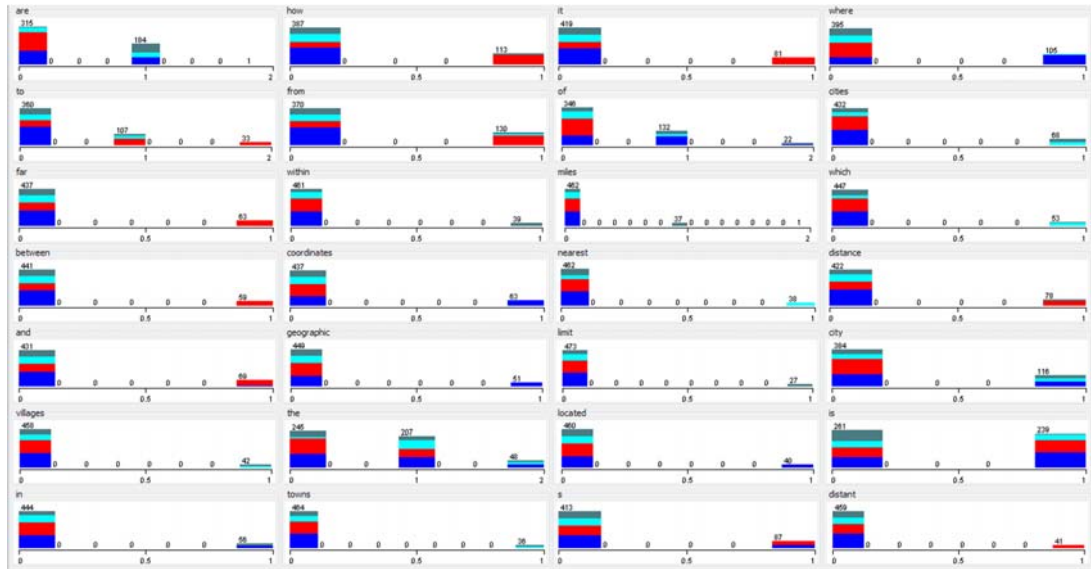 are how it where
315 0 0 0 184 0 0 0 1 387 0 0 0 113 419 0 0 0 0 81 395 0 0 0 0 105
0 1 2 0 0.5 1 0 0.5 1 0 0.5 1
to from of cities
360 0 0 107 0 0 0 33 370 0 0 0 130 346 0 0 132 0 0 0 22 432 0 0 0 0 0 68
0 1 2 0 0.5 1 0 1 2 0 0.5 1
far within miles which
437 0 0 0 0 0 63 461 0 0 0 0 0 0 39 462 0 0 0 0 0 0 37 0 0 0 0 0 0 0 1 447 0 0 0 0 0 53
0 0.5 1 0 0.5 1 0 1 2 0 0.5 1
between coordinates nearest distance
441 0 0 0 0 0 59 437 0 0 0 0 0 63 462 0 0 0 0 0 0 0 38 422 0 0 0 0 78
0 0.5 1 0 0.5 1 0 0.5 1 0 0.5 1
and geographic limit city
431 0 0 0 0 0 69 449 0 0 0 0 0 0 51 473 0 0 0 0 0 0 0 0 27 384 0 0 0 116
0 0.5 1 0 0.5 1 0 0.5 1 0 0.5 1
villages the located is
458 0 0 0 0 0 0 42 245 0 0 207 0 0 48 460 0 0 0 0 0 0 40 261 0 0 0 239
0 0.5 1 0 1 2 0 0.5 1 0 0.5 1
in towns s distant
444 0 0 0 0 0 56 464 0 0 0 0 0 0 0 36 413 0 0 0 0 87 459 0 0 0 0 0 0 41
0 0.5 1 0 0.5 1 0 0.5 1 0 0.5 1